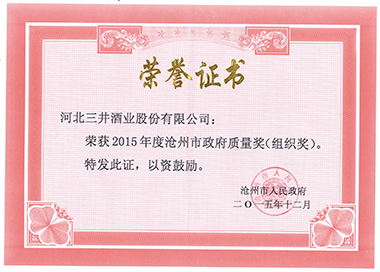 荣誉证书
河北三井酒业股份有限公司：
荣获2015年度沧州市政府质量奖（组织奖）。
特发此证，以资鼓励。
沧州市人民政府
二〇一五年十二月